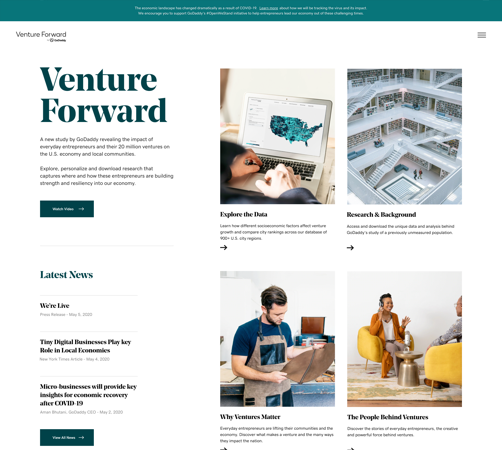 The economic landscape has changed dramatically as a result of COVID-19. Learn more about how we will be tracking the virus and its impact.
We encourage you to support GoDaddy's #OpenWeStand initiative to help entrepreneurs lead our economy out of these challenging times.
Venture Forward
by GoDaddy
Venture
Forward
A new study by GoDaddy revealing the impact of
everyday entrepreneurs and their 20 million ventures on
the U.S. economy and local communities.
Explore, personalize and download research that
captures where and how these entrepreneurs are building
strength and resiliency into our economy.
Watch Video
Explore the Data
Learn how different socioeconomic factors affect venture
growth and compare city rankings across our database of
900+ U.S. city regions.
Research & Background
Access and download the unique data and analysis behind
GoDaddy's study of a previously unmeasured population.
Latest News
We're Live
Press Release - May 5, 2020
Tiny Digital Businesses Play key
Role in Local Economies
New York Times Article - May 4, 2020
Micro-businesses will provide key
insights for economic recovery
after COVID-19
Aman Bhutani, GoDaddy CEO - May 2, 2020
View All News
Why Ventures Matter
Everyday entrepreneurs are lifting their communities and the
economy. Discover what makes a venture and the many ways
they impact the nation.
The People Behind Ventures
Discover the stories of everyday entrepreneurs, the creative
and powerful force behind ventures.